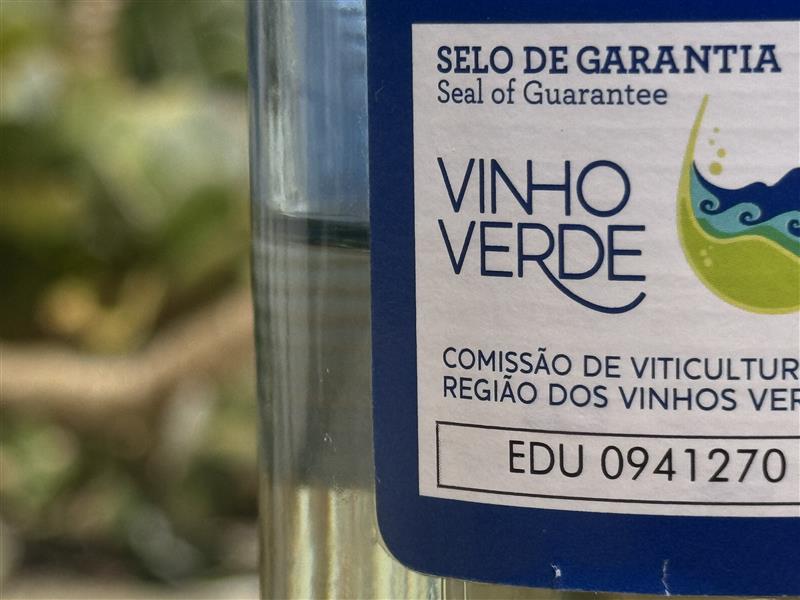 SELO DE GARANTIA
Seal of Guarantee
VINHO
VERDE
COMISSÃO DE VITICULTUR
REGIÃO DOS VINHOS VER
EDU 0941270